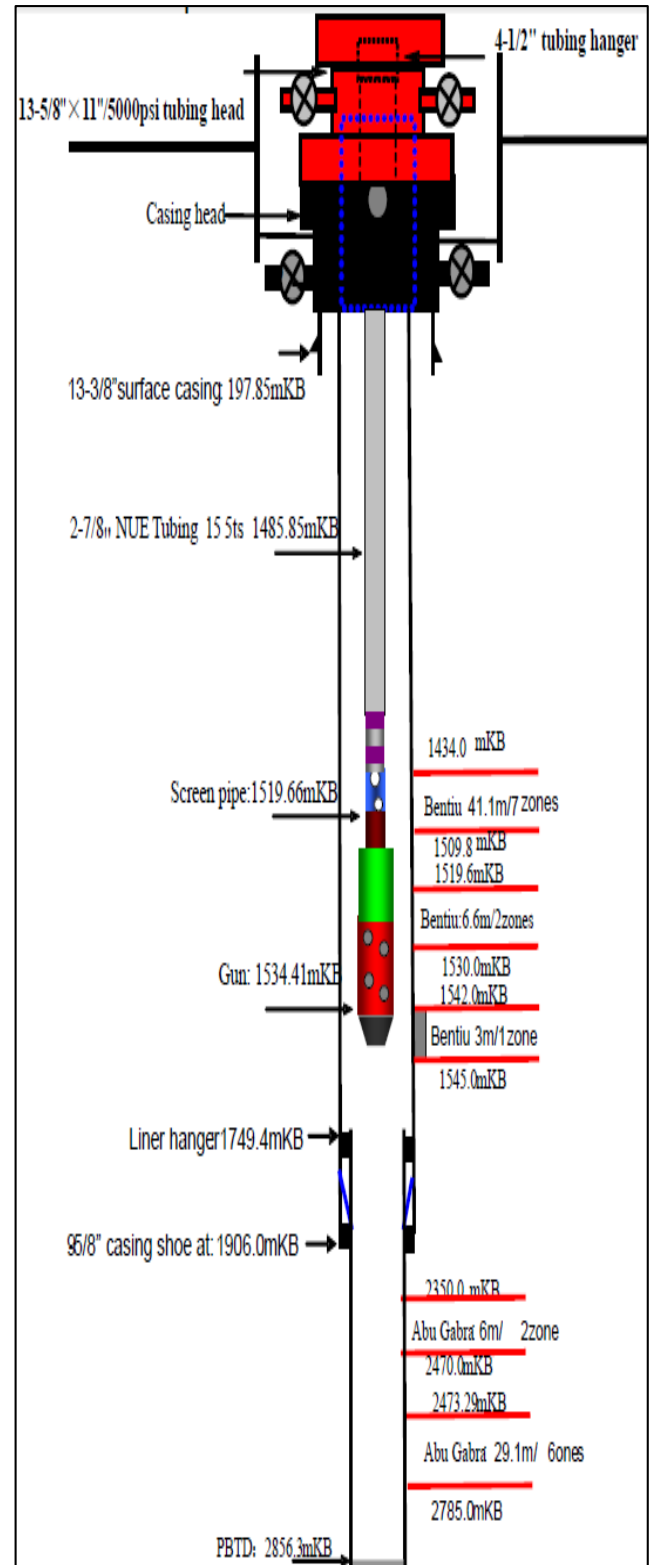 4-1/2" tubing hanger
13-5/8"×11"/5000psi tubing head
Casing head
13-3/8"surface casing: 197.85mKB
2-7/8" NUE Tubing 15 5ts 1485.85mKB
1434.0 mKB
Screen pipe:1519.66mKB
Bentiu 41.1m/7 zones
1509.8 mKB
1519.6mKB
Bentiu:6.6m/2zones
Gun: 1534.41mKB
1530.0mKB
1542.0mKB
Bentiu 3m/1zone
1545.0mKB
Liner hanger1749.4mKB
95/8" casing shoe at: 1906.0mKB
2350.0 mKB
Abu Gabra 6m/ 2zone
2470.0mKB
2473.29mKB
Abu Gabra 29.1m/ 6ones
2785.0mKB
PBTD: 2856.3mKB